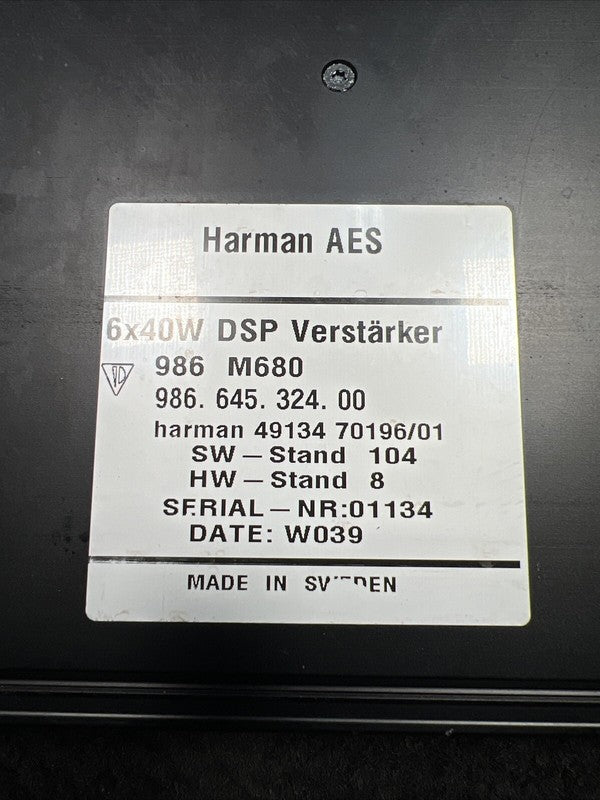 Harman AES
6x40W DSP Verstärker
986 M680
986. 645. 324. 00
harman 49134 70196/01
SW – Stand 104
HW – Stand 8
SERIAL – NR:01134
DATE: W039
MADE IN SWEDEN